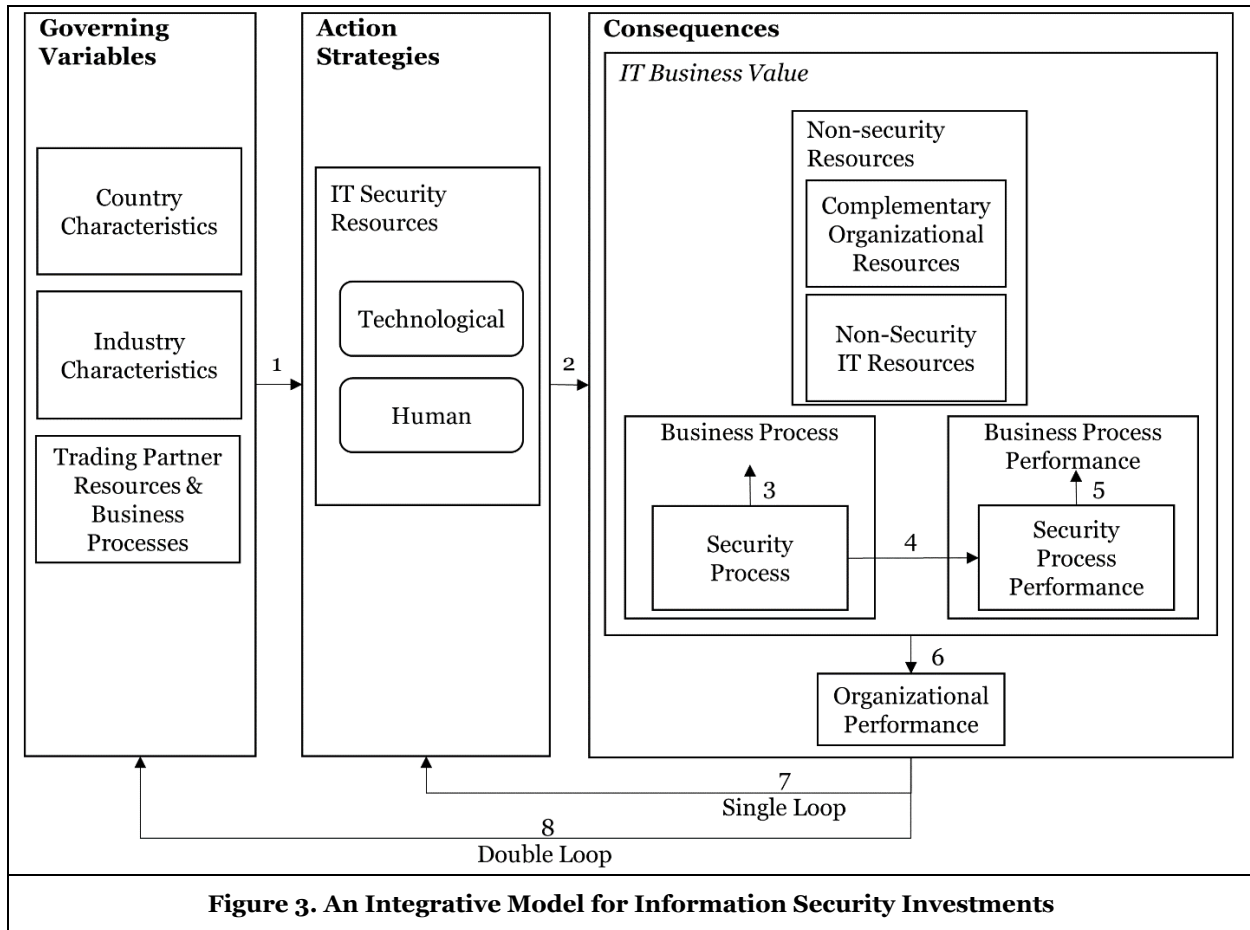 Governing
Variables
Country
Characteristics
Industry
Characteristics
Trading Partner
Resources &
Business
Processes
1
Action
Strategies
IT Security
Resources
Technological
Human
2
Consequences
IT Business Value
Non-security
Resources
Complementary
Organizational
Resources
Non-Security
IT Resources
Business Process
3
Security
Process
4
Business Process
Performance
5
Security
Process
Performance
6
Organizational
Performance
7
Single Loop
8
Double Loop
Figure 3. An Integrative Model for Information Security Investments